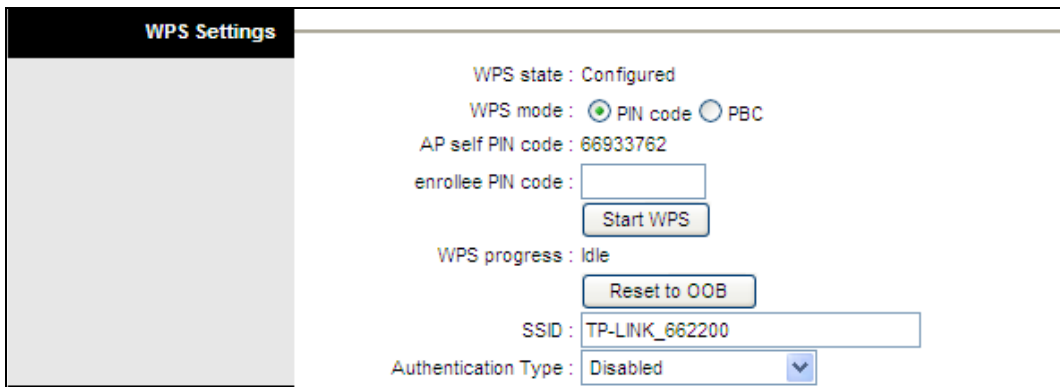 WPS Settings
WPS state : Configured
WPS mode : PIN code PBC
AP self PIN code : 66933762
enrollee PIN code :
Start WPS
WPS progress : Idle
Reset to OOB
SSID : TP-LINK_662200
Authentication Type : Disabled